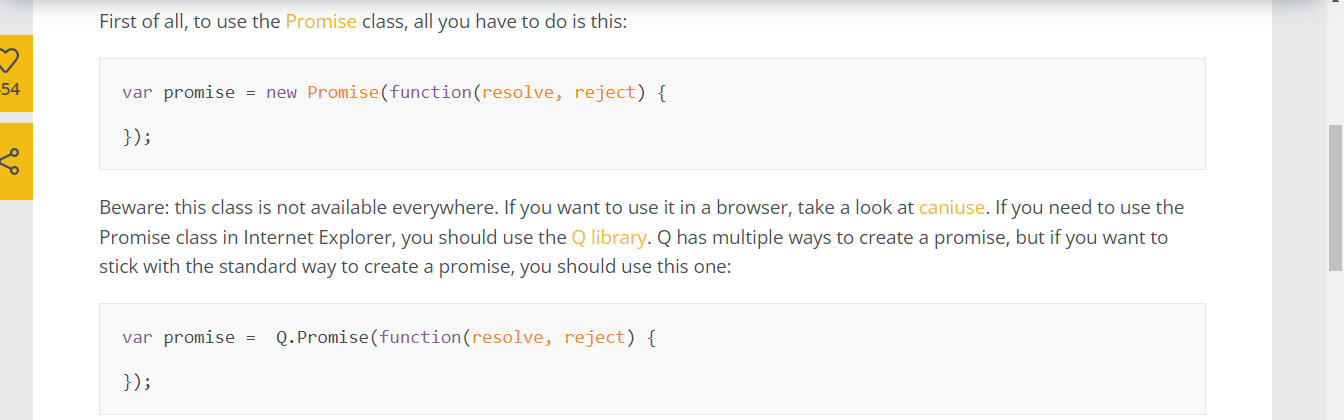 First of all, to use the Promise class, all you have to do is this:
54
var promise = new Promise(function(resolve, reject) {
});
Beware: this class is not available everywhere. If you want to use it in a browser, take a look at caniuse. If you need to use the
Promise class in Internet Explorer, you should use the Q library. Q has multiple ways to create a promise, but if you want to
stick with the standard way to create a promise, you should use this one:
var promise =  Q.Promise(function(resolve, reject) {
});